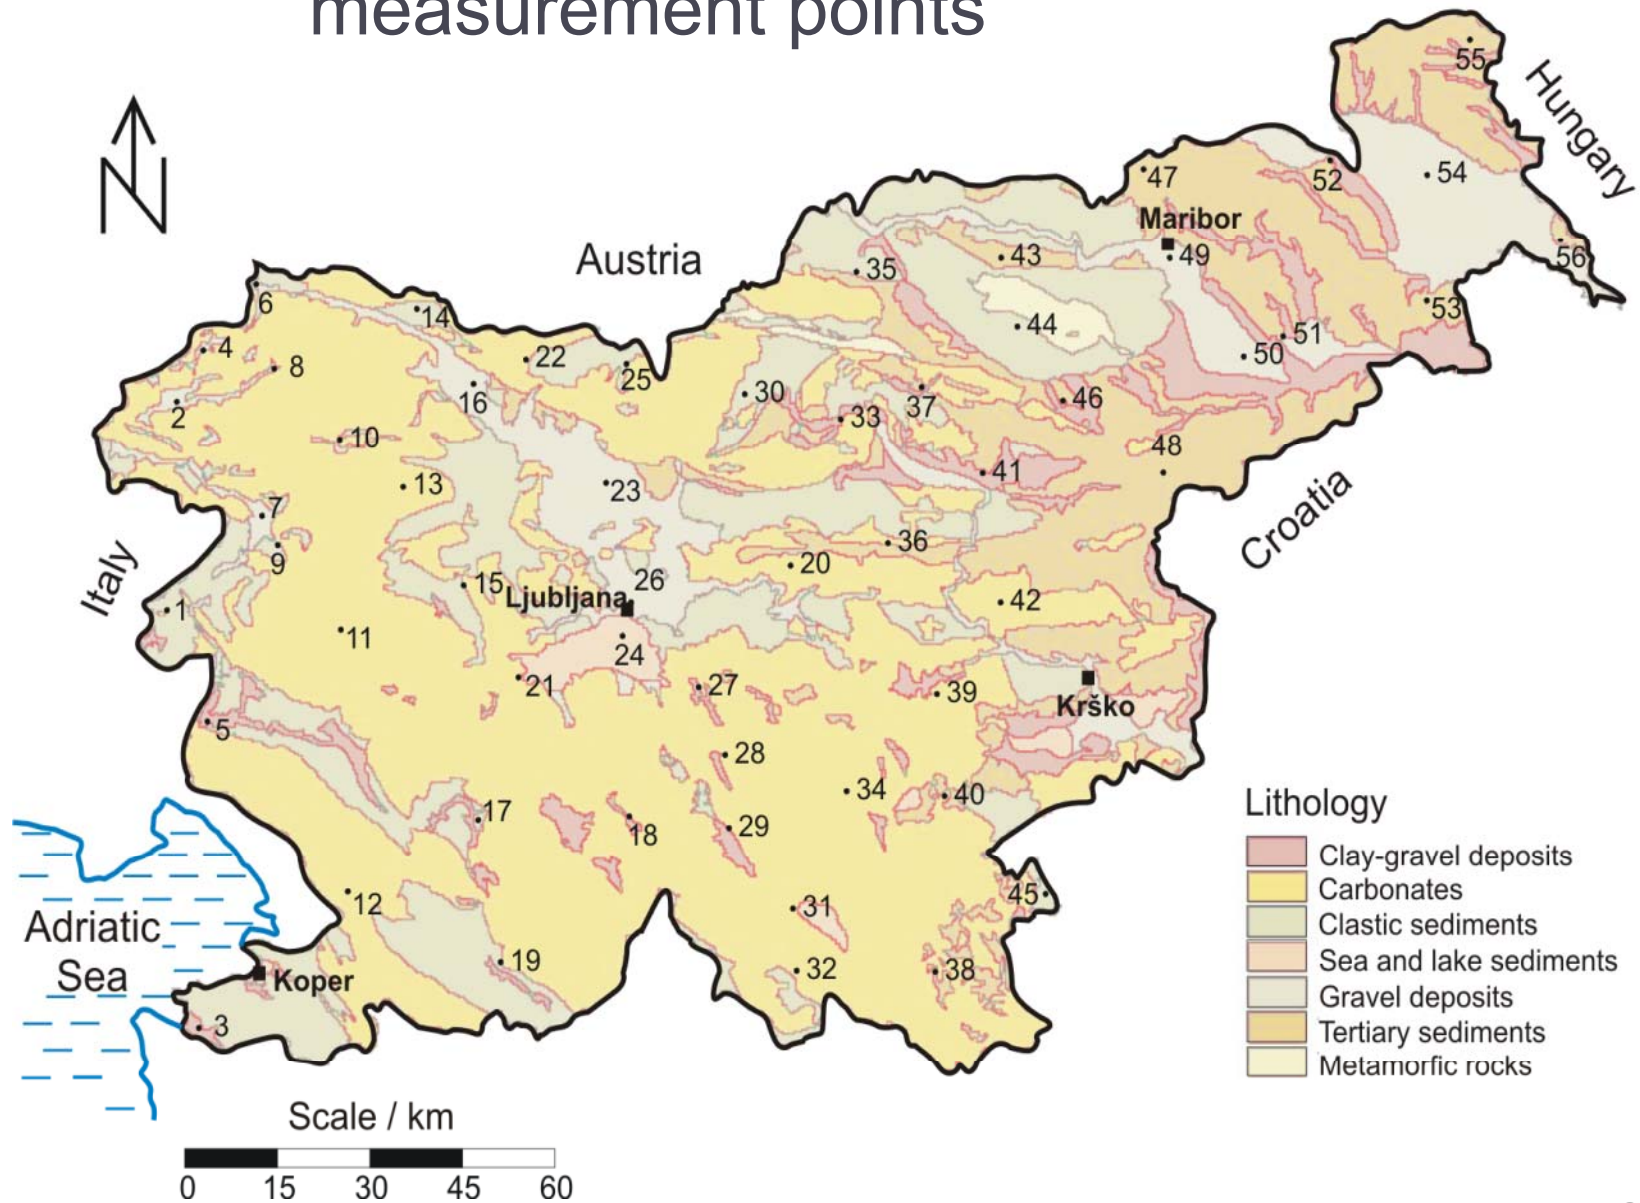 measurement points
N
55
Hungary
47
52
54
Maribor
Austria
35
43
49
56
6
14
53
44
4
22
51
8
25
50
2
16
30
37
46
33
10
48
13
23
41
7
Croatia
36
9
20
Italy
15
26
Ljubljana
42
1
11
24
21
27
39
Krško
5
28
34
40
Lithology
17
18
29
Clay-gravel deposits
Carbonates
12
45
31
Clastic sediments
Adriatic
Sea
19
32
38
Sea and lake sediments
Koper
Gravel deposits
3
Tertiary sediments
Metamorfic rocks
Scale / km
0 15 30 45 60